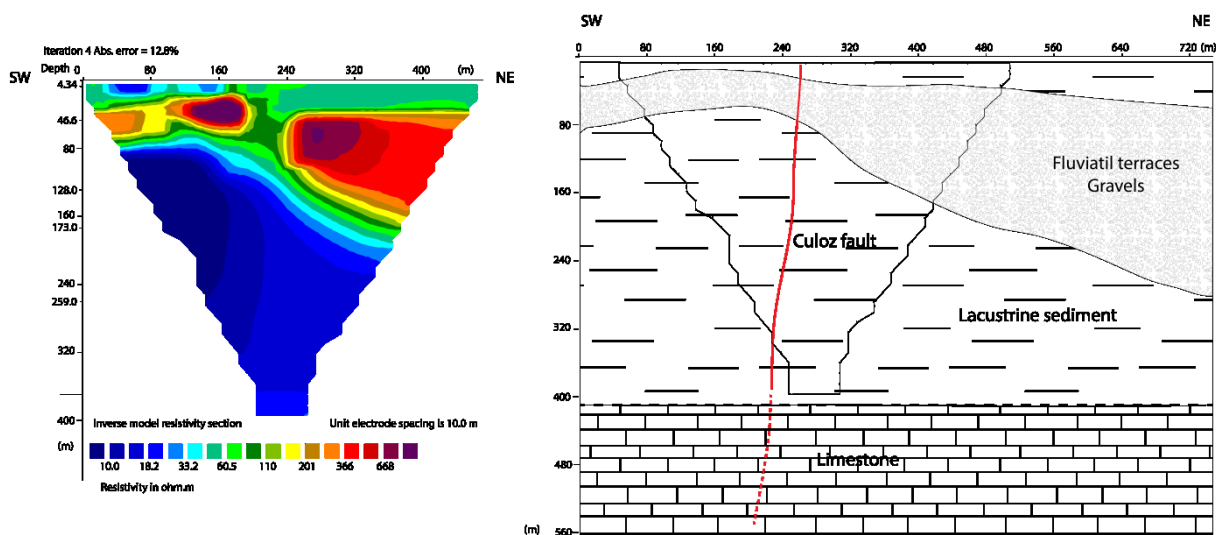 Iteration 4 Abs. error = 12.8%
SW Depth 0 80 160 240 320 400 (m) NE
4.34
46.6
80
128.0
160
173.0
240
259.0
320
400
(m)
Inverse model resistivity section Unit electrode spacing is 10.0 m
10.0 18.2 33.2 60.5 110 201 366 668
Resistivity in ohm.m
SW NE
0 80 160 240 320 400 480 560 640 720 (m)
0
80
160
240
320
400
480
(m) 560
Fluviatil terraces
Gravels
Culoz fault
Lacustrine sediment
Limestone